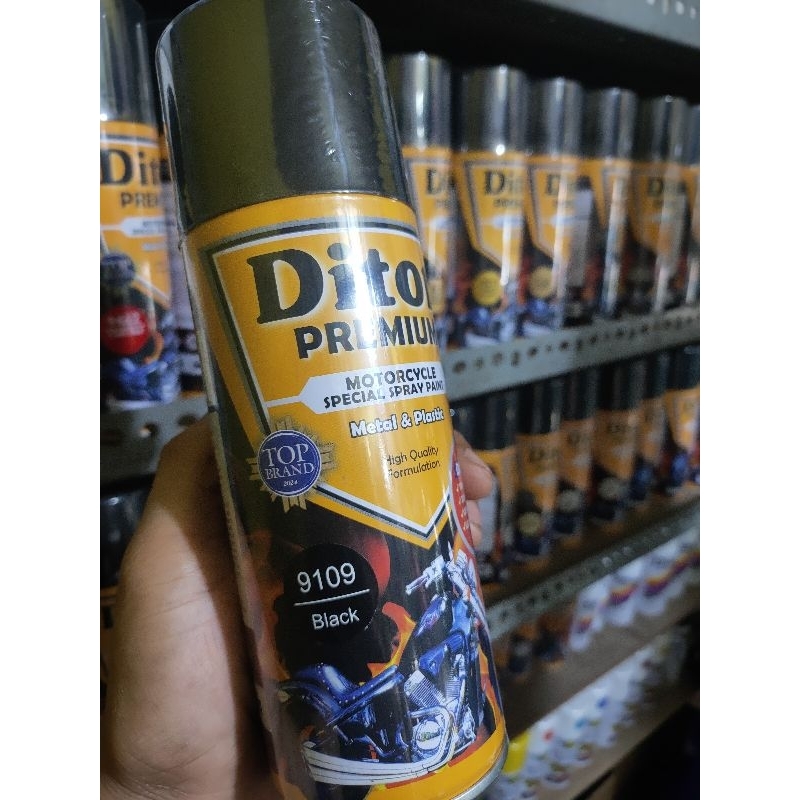 Diton
PREMIUM
MOTORCYCLE
SPECIAL SPRAY PAINT
Metal & Plastic
High Quality
Formulation
TOP
BRAND
2024
9109
Black